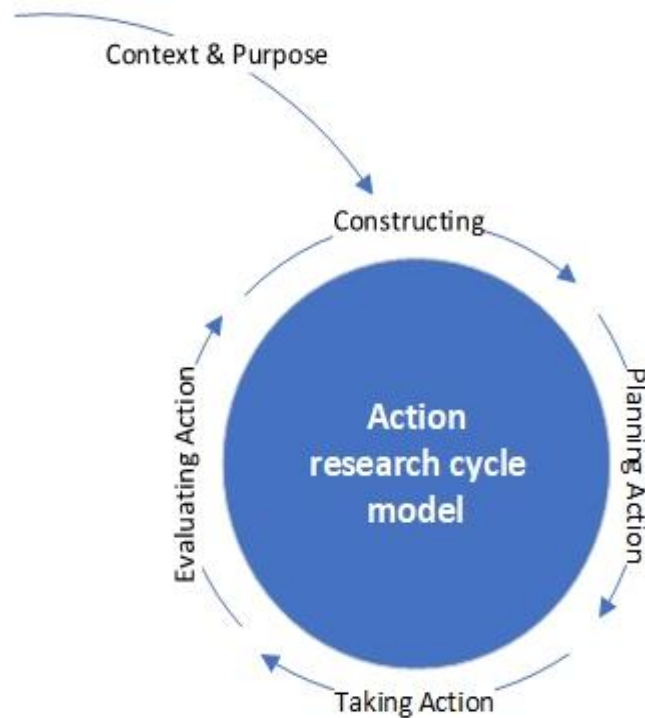 Context & Purpose
Constructing
Planning Action
Taking Action
Evaluating Action
Action
research cycle
model